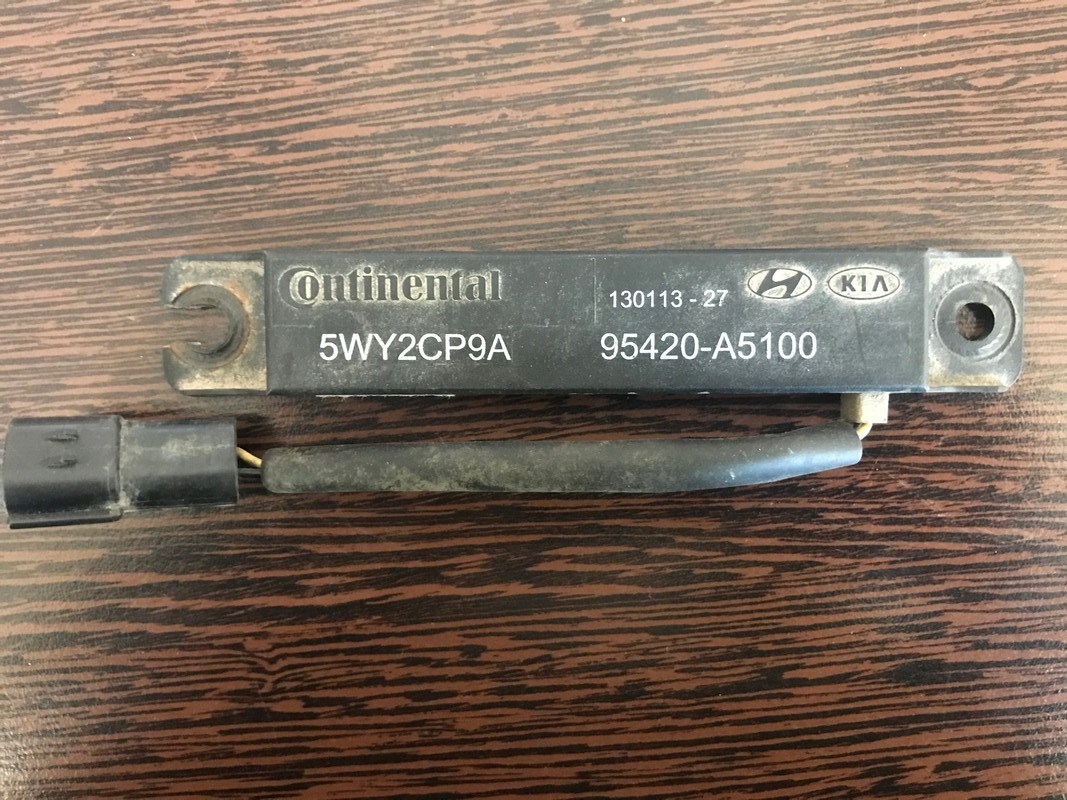 Continental
130113 - 27
KIA
5WY2CP9A
95420-A5100